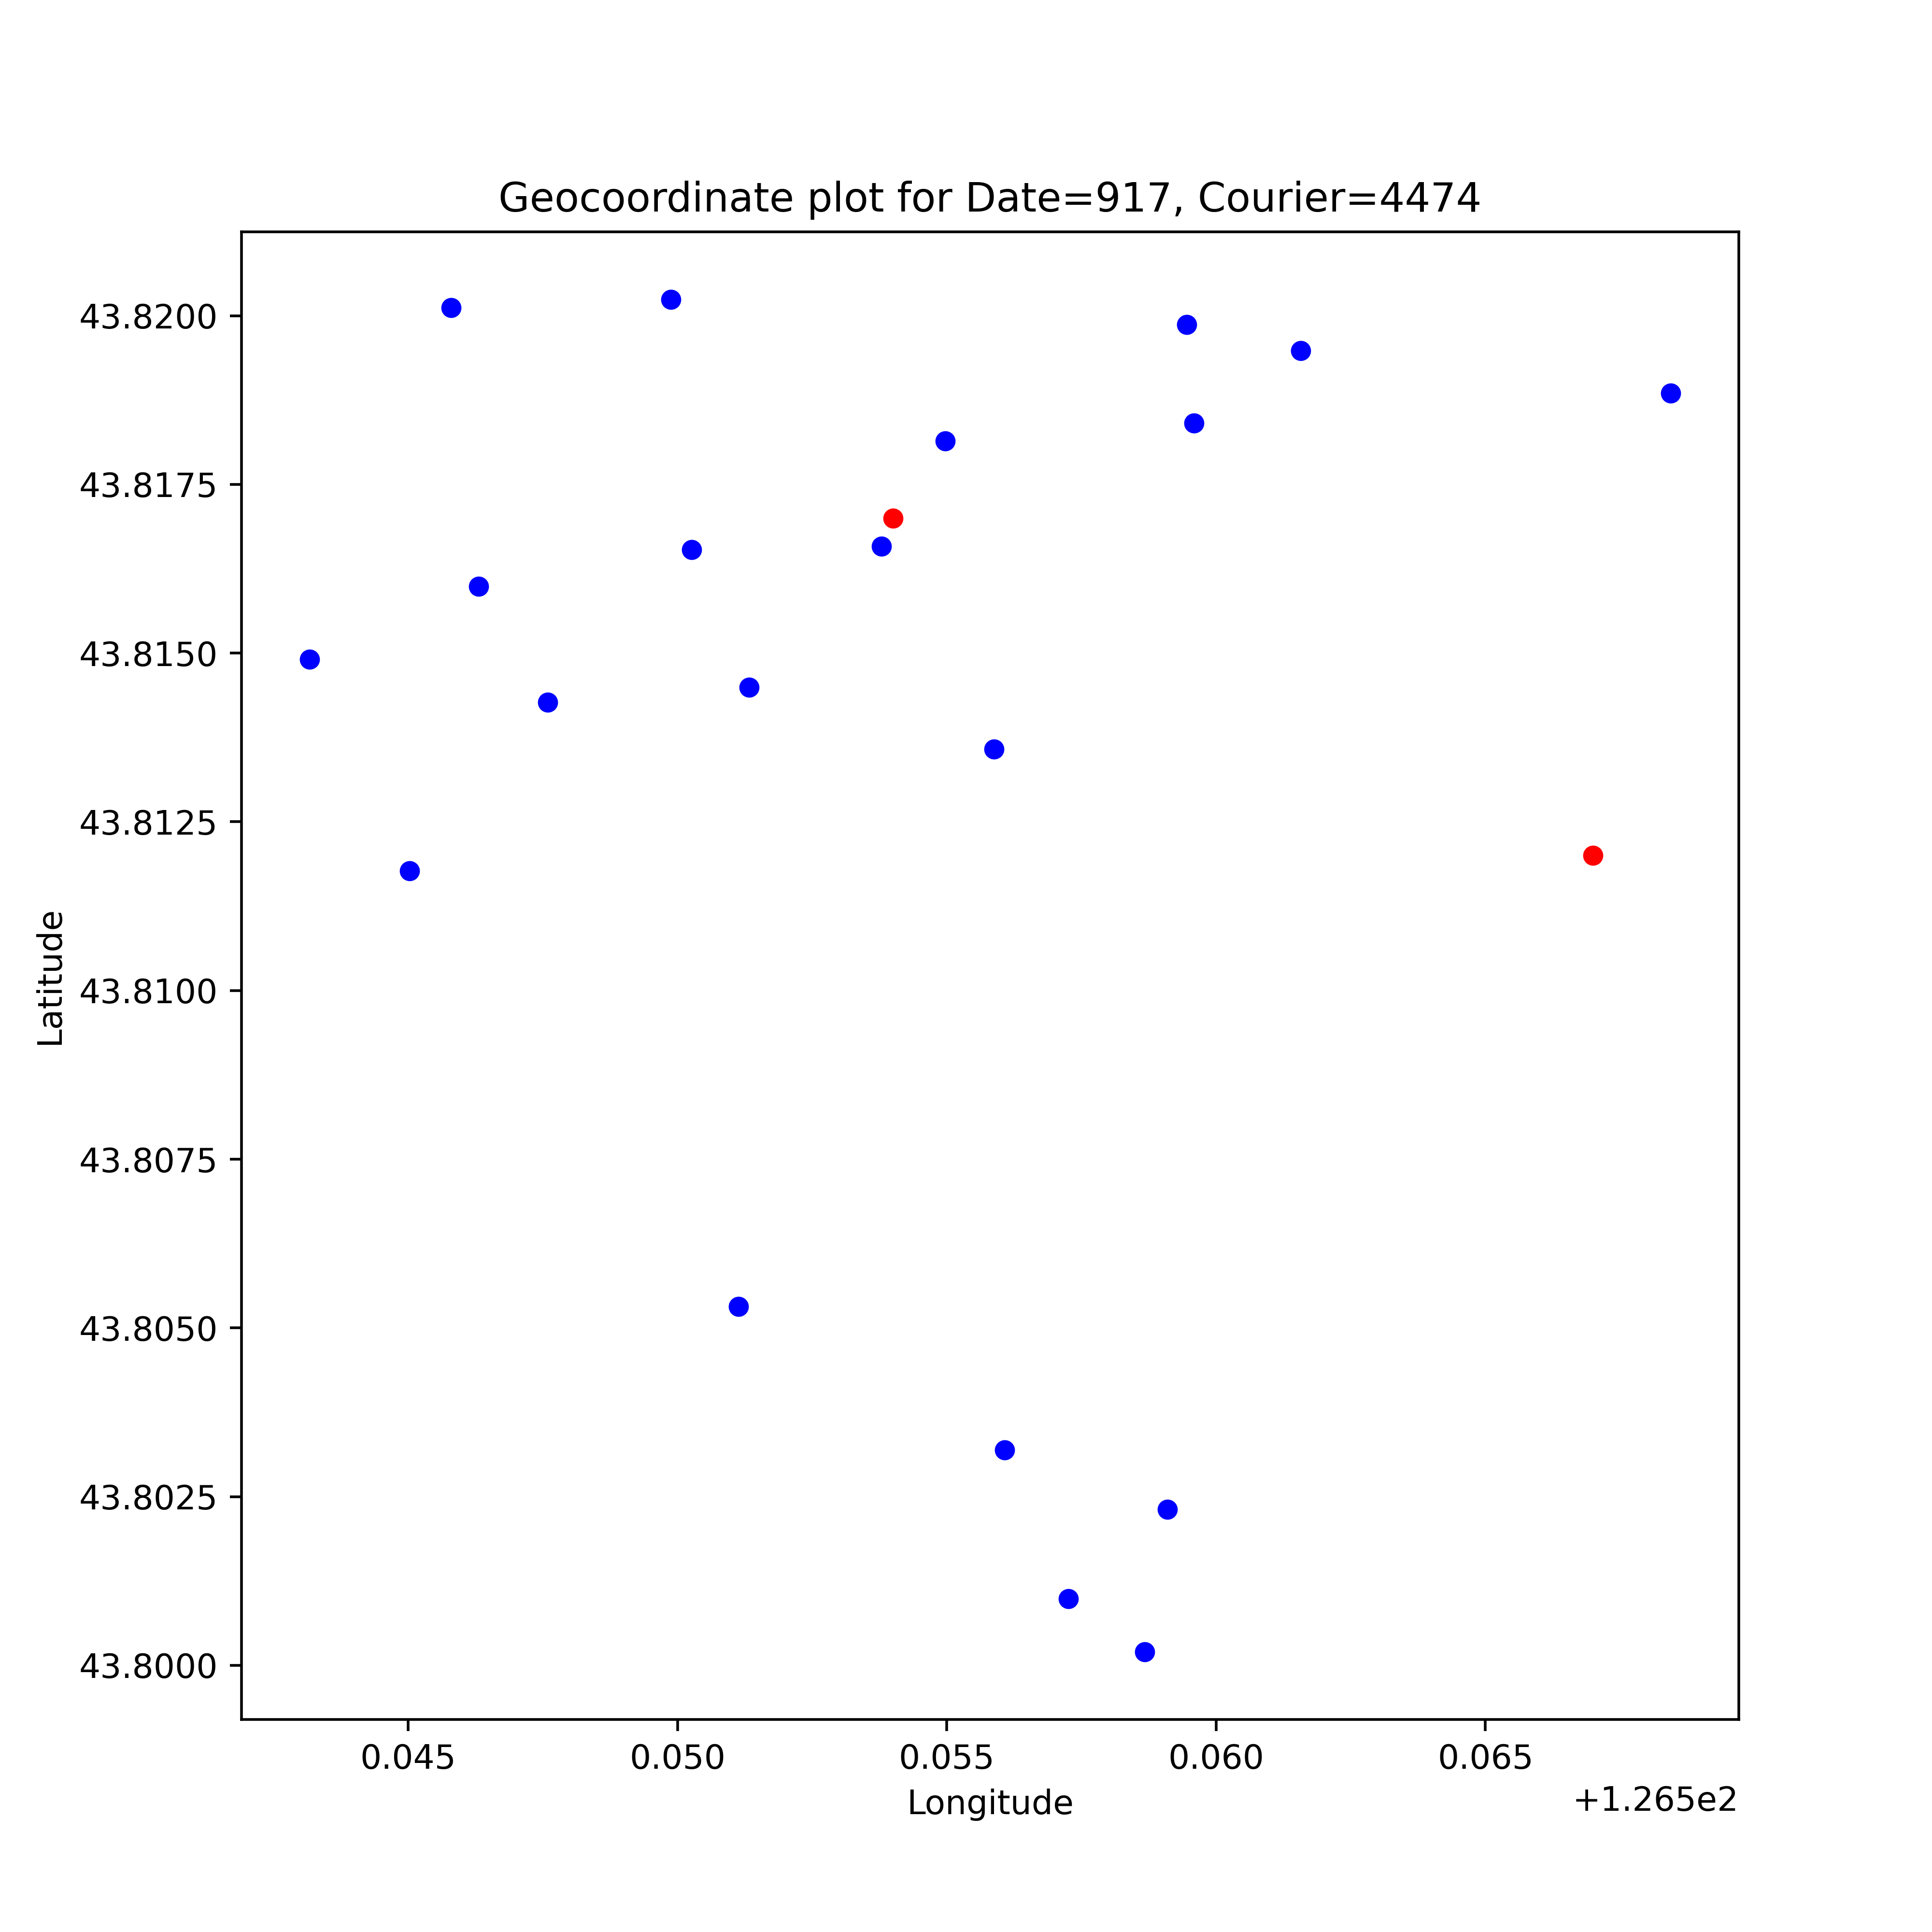 Geocoordinate plot for Date=917, Courier=4474
43.8200
43.8175
43.8150
43.8125
43.8100
43.8075
43.8050
43.8025
43.8000
Latitude
0.045 0.050 0.055 0.060 0.065
Longitude
+1.265e2